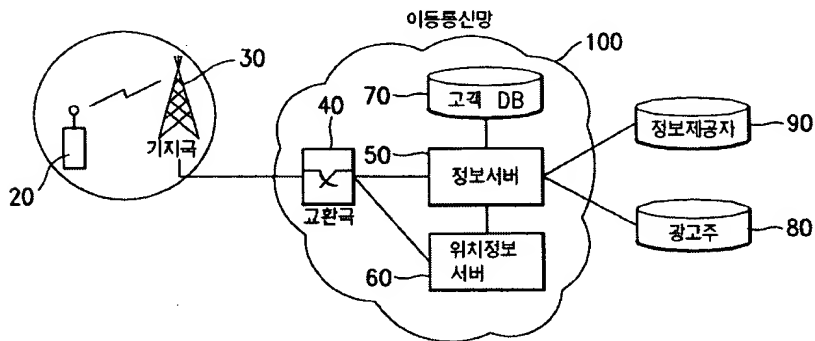 이동통신망
100
30
70
고객 DB
40
정보제공자
90
50
정보서버
기지국
20
교환국
광고주
80
위치정보
서버
60